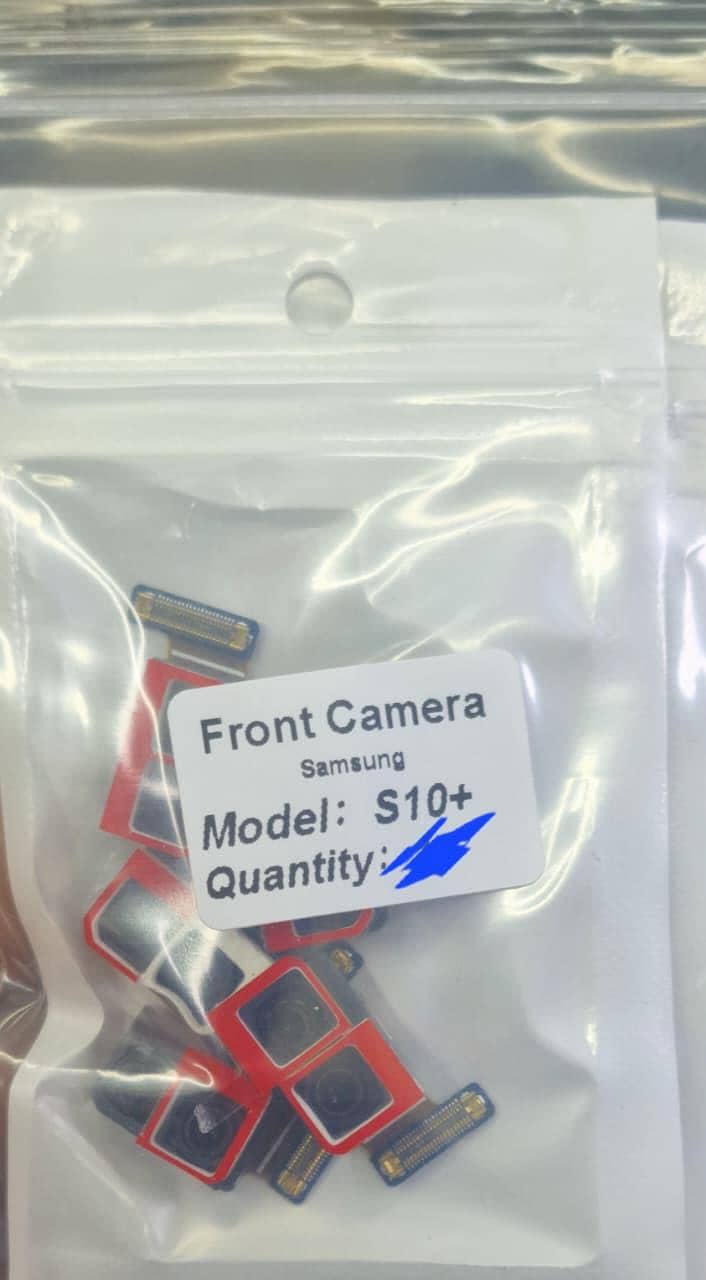 Front Camera
Samsung
Model: S10+
Quantity: